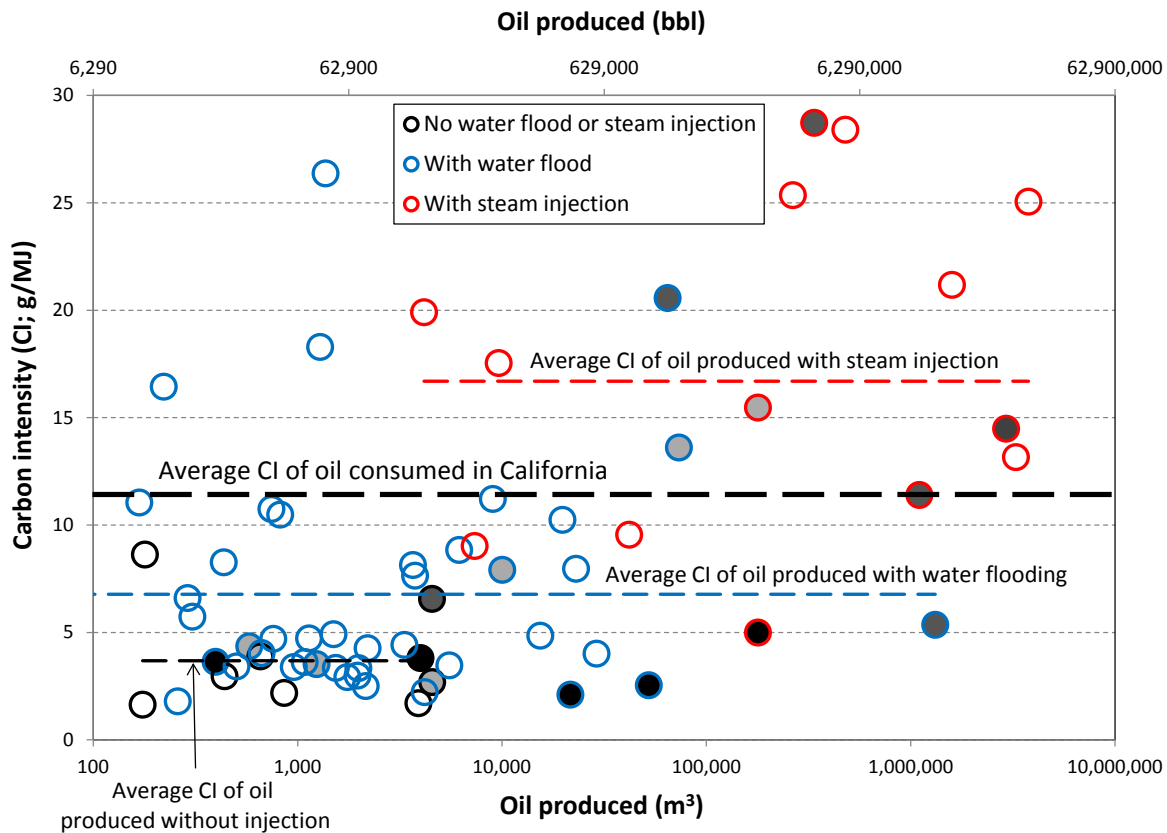 Oil produced (bbl)
6,290 62,900 629,000 6,290,000 62,900,000
30
25
20
15
10
5
0
Carbon intensity (CI; g/MJ)
No water flood or steam injection
With water flood
With steam injection
Average CI of oil produced with steam injection
Average CI of oil consumed in California
Average CI of oil produced with water flooding
100 1,000 10,000 100,000 1,000,000 10,000,000
Average CI of oil
produced without injection
Oil produced (m³)